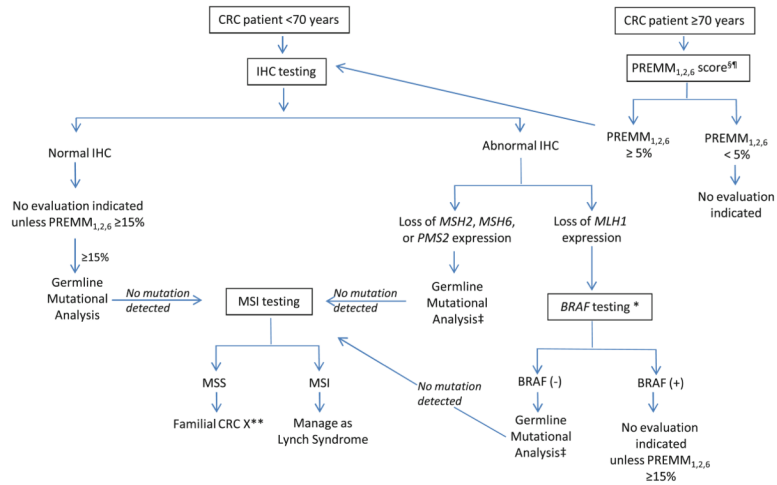 CRC patient <70 years
CRC patient ≥70 years
IHC testing
PREMM1,2,6 score§¶
Normal IHC
Abnormal IHC
PREMM1,2,6
≥ 5%
PREMM1,2,6
< 5%
No evaluation indicated
unless PREMM1,2,6 ≥15%
Loss of MSH2, MSH6,
or PMS2 expression
Loss of MLH1
expression
No evaluation
indicated
≥15%
Germline
Mutational
Analysis
No mutation
detected
MSI testing
No mutation
detected
Germline
Mutational
Analysis‡
BRAF testing *
MSS
MSI
No mutation
detected
BRAF (-)
BRAF (+)
Familial CRC X**
Manage as
Lynch Syndrome
Germline
Mutational
Analysis‡
No evaluation
indicated
unless PREMM1,2,6
≥15%